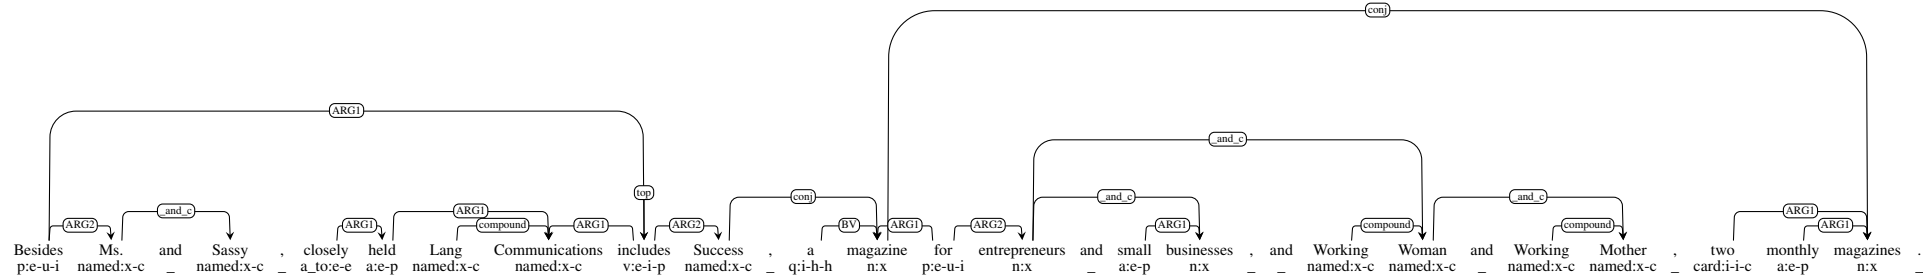 conj
ARG1
_and_c
top
conj
_and_c ARG1 _and_c _and_c ARG1
ARG2 ARG1 compound ARG1 ARG2 BV ARG1 ARG2 ARG1 compound compound ARG1
Besides Ms. and Sassy , closely held Lang Communications includes Success , a magazine for entrepreneurs and small businesses , and Working Woman and Working Mother , two monthly magazines .
p:e-u-i named:x-c _ named:x-c _ a_to:e-e a:e-p named:x-c named:x-c v:e-i-p named:x-c _ q:i-h-h n:x p:e-u-i n:x _ a:e-p n:x _ _ named:x-c named:x-c _ named:x-c named:x-c _ card:i-i-c a:e-p n:x _